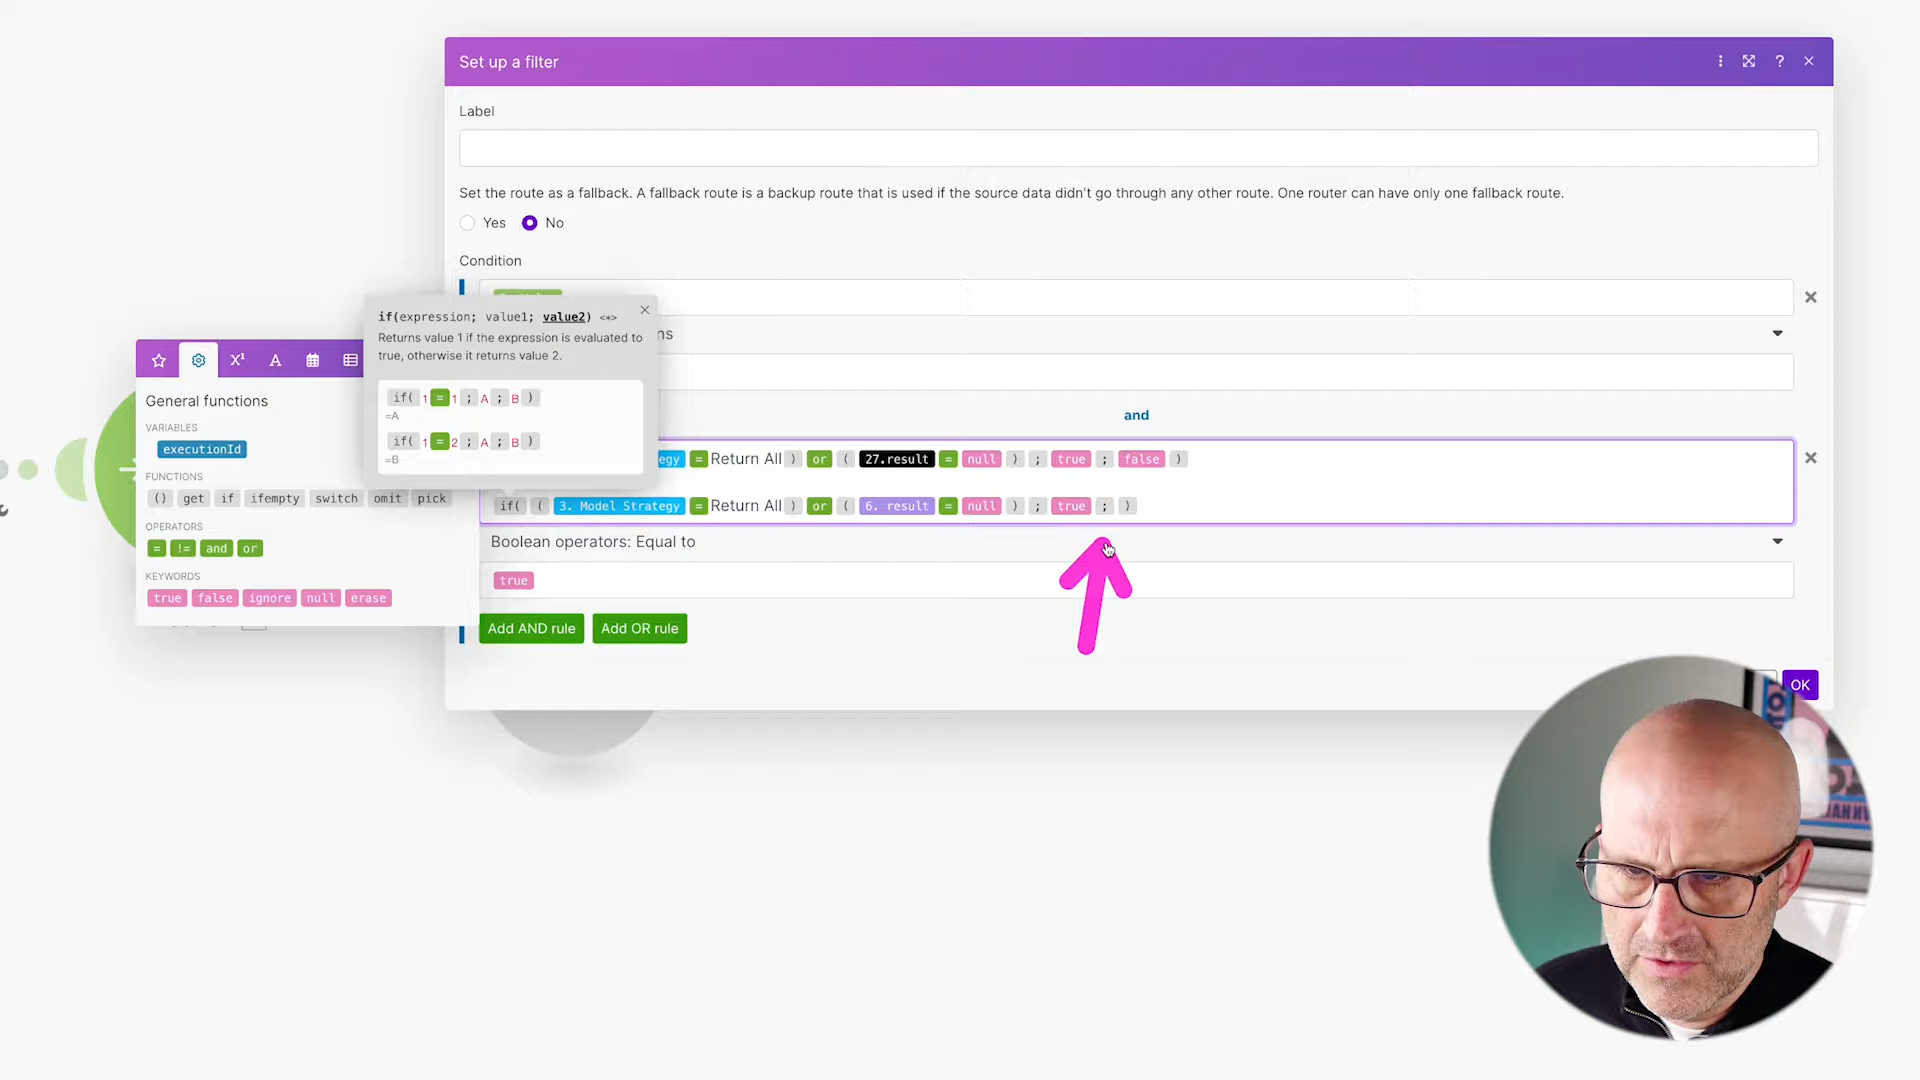 Set up a filter
Label
Set the route as a fallback. A fallback route is a backup route that is used if the source data didn't go through any other route. One router can have only one fallback route.
Yes No
Condition
if(expression; value1; value2) <*>
Returns value 1 if the expression is evaluated to
true, otherwise it returns value 2.
if( 1 = 1 ; A ; B )
=A
if( 1 = 2 ; A ; B )
=B
ns
and
egy = Return All ) or ( 27.result = null ) ; true ; false )
if( ( 3. Model Strategy = Return All ) or ( 6. result = null ) ; true ; )
Boolean operators: Equal to
true
Add AND rule Add OR rule
OK
General functions
VARIABLES
executionId
FUNCTIONS
() get if ifempty switch omit pick
OPERATORS
= != and or
KEYWORDS
true false ignore null erase